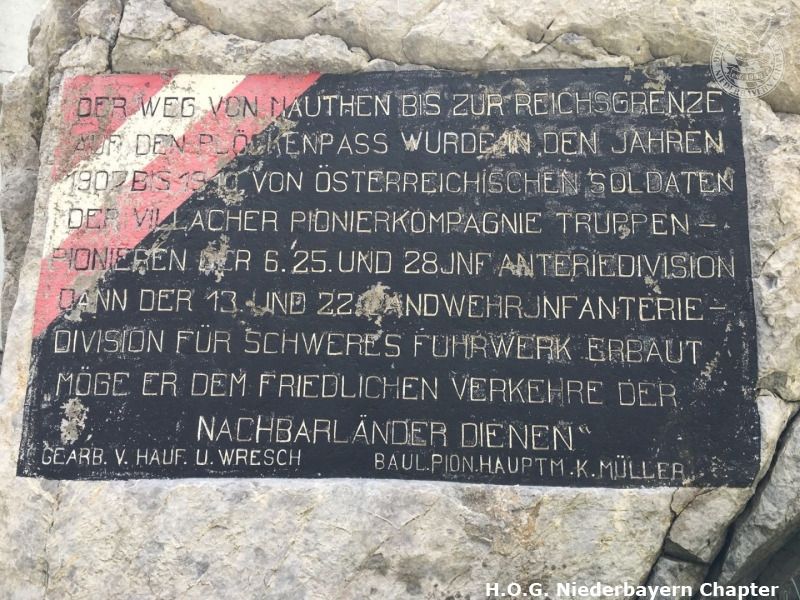 DER WEG VON MAUTHEN BIS ZUR REICHSGRENZE
AUF DEN PLÖCKENPASS WURDE AN DEN JAHREN
1907 BIS 1910 VON ÖSTERREICHISCHEN SOLDATEN
DER VILLACHER PIONIERKOMPAGNIE TRUPPEN –
PIONIEREN DER 6. 25. UND 28 JNFANTERIEDIVISION
DANN DER 13. UND 22. LANDWEHRJNFANTERIE –
DIVISION FÜR SCHWERES FUHRWERK ERBAUT
MÖGE ER DEM FRIEDLICHEN VERKEHRE DER
NACHBARLÄNDER DIENEN“
GEARB. V. HAUF. U. WRESCH BAUL. PION. HAUPTM. K. MÜLLER
H.O.G. Niederbayern Chapter